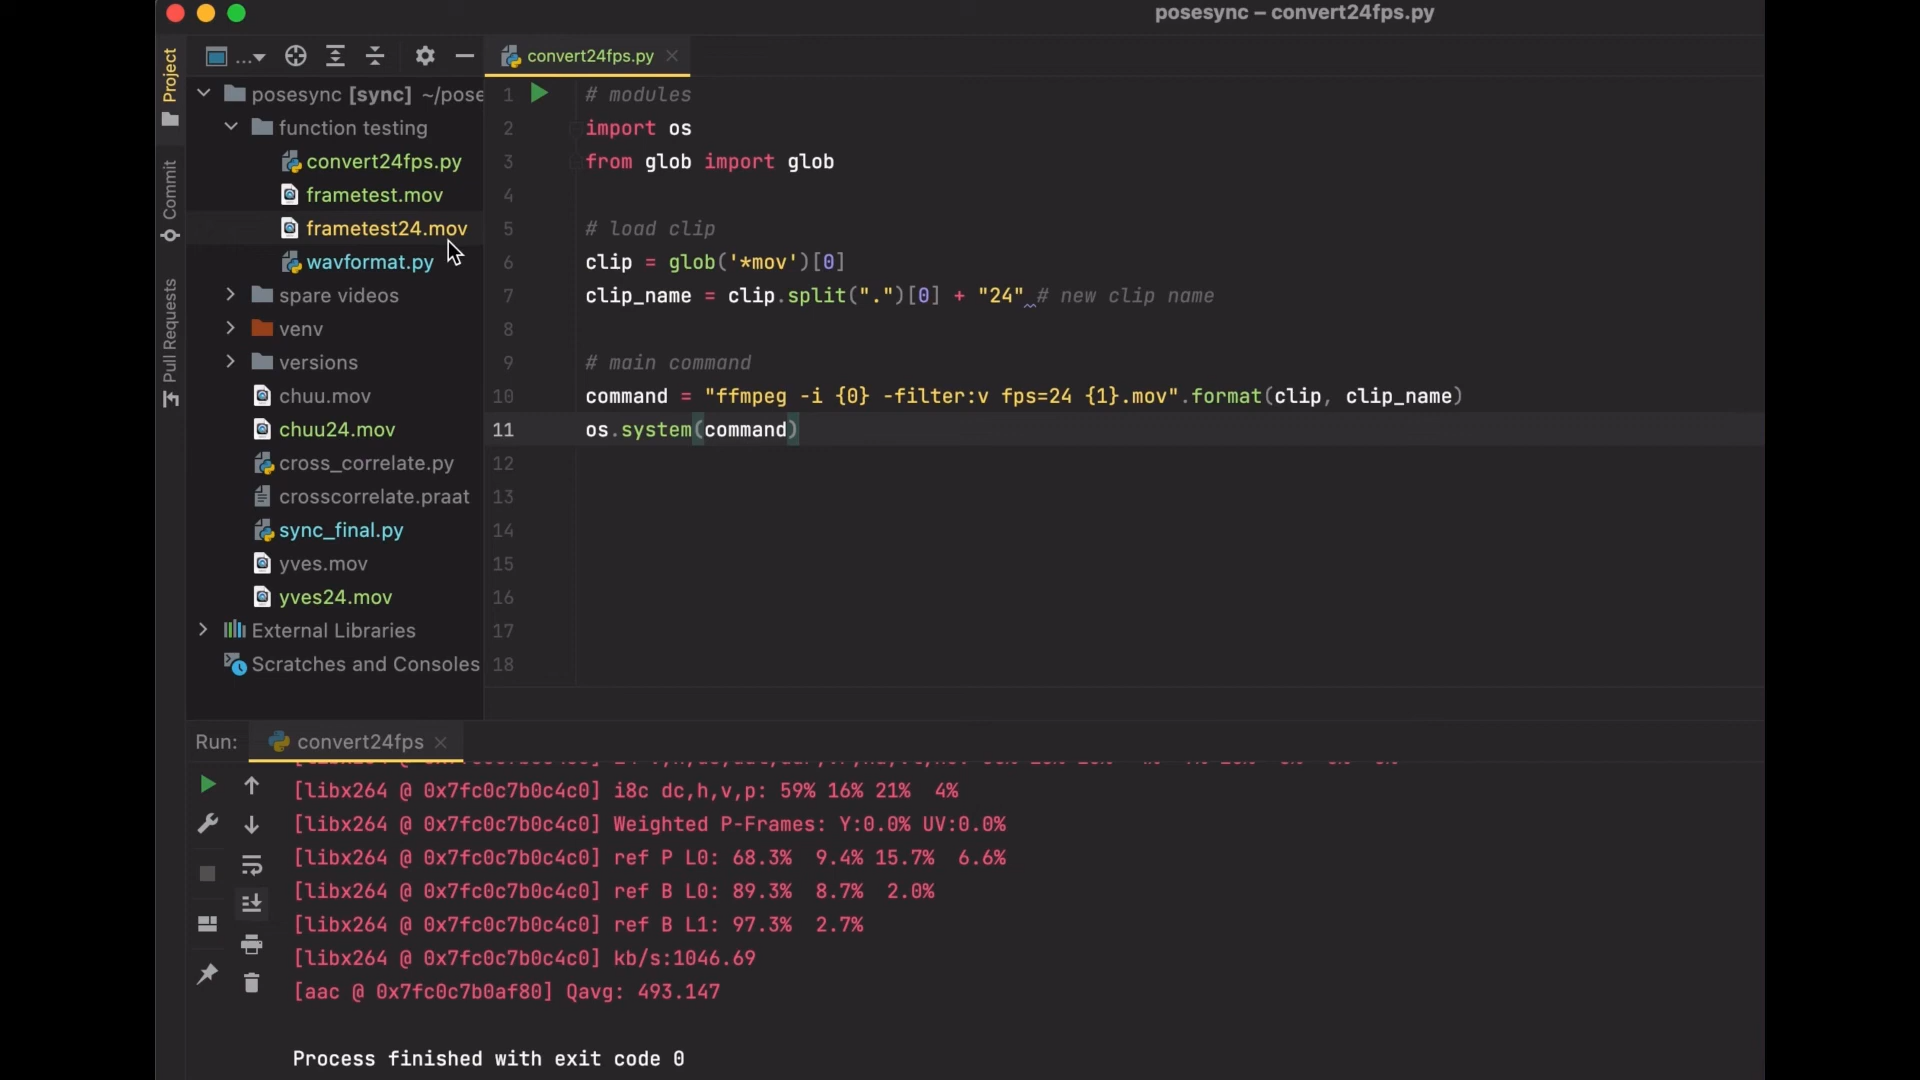 posesync – convert24fps.py
Project
Commit
Pull Requests
...
convert24fps.py
posesync [sync] ~/pose
function testing
convert24fps.py
frametest.mov
frametest24.mov
wavformat.py
spare videos
venv
versions
chuu.mov
chuu24.mov
cross_correlate.py
crosscorrelate.praat
sync_final.py
yves.mov
yves24.mov
External Libraries
Scratches and Consoles
1 # modules
2 import os
3 from glob import glob
4
5 # load clip
6 clip = glob('*mov')[0]
7 clip_name = clip.split(".")[0] + "24" # new clip name
8
9 # main command
10 command = "ffmpeg -i {0} -filter:v fps=24 {1}.mov".format(clip, clip_name)
11 os.system(command)
12
13
14
15
16
17
18
Run: convert24fps
[libx264 @ 0x7fc0c7b0c4c0] i8c dc,h,v,p: 59% 16% 21%  4%
[libx264 @ 0x7fc0c7b0c4c0] Weighted P-Frames: Y:0.0% UV:0.0%
[libx264 @ 0x7fc0c7b0c4c0] ref P L0: 68.3%  9.4% 15.7%  6.6%
[libx264 @ 0x7fc0c7b0c4c0] ref B L0: 89.3%  8.7%  2.0%
[libx264 @ 0x7fc0c7b0c4c0] ref B L1: 97.3%  2.7%
[libx264 @ 0x7fc0c7b0c4c0] kb/s:1046.69
[aac @ 0x7fc0c7b0af80] Qavg: 493.147
Process finished with exit code 0